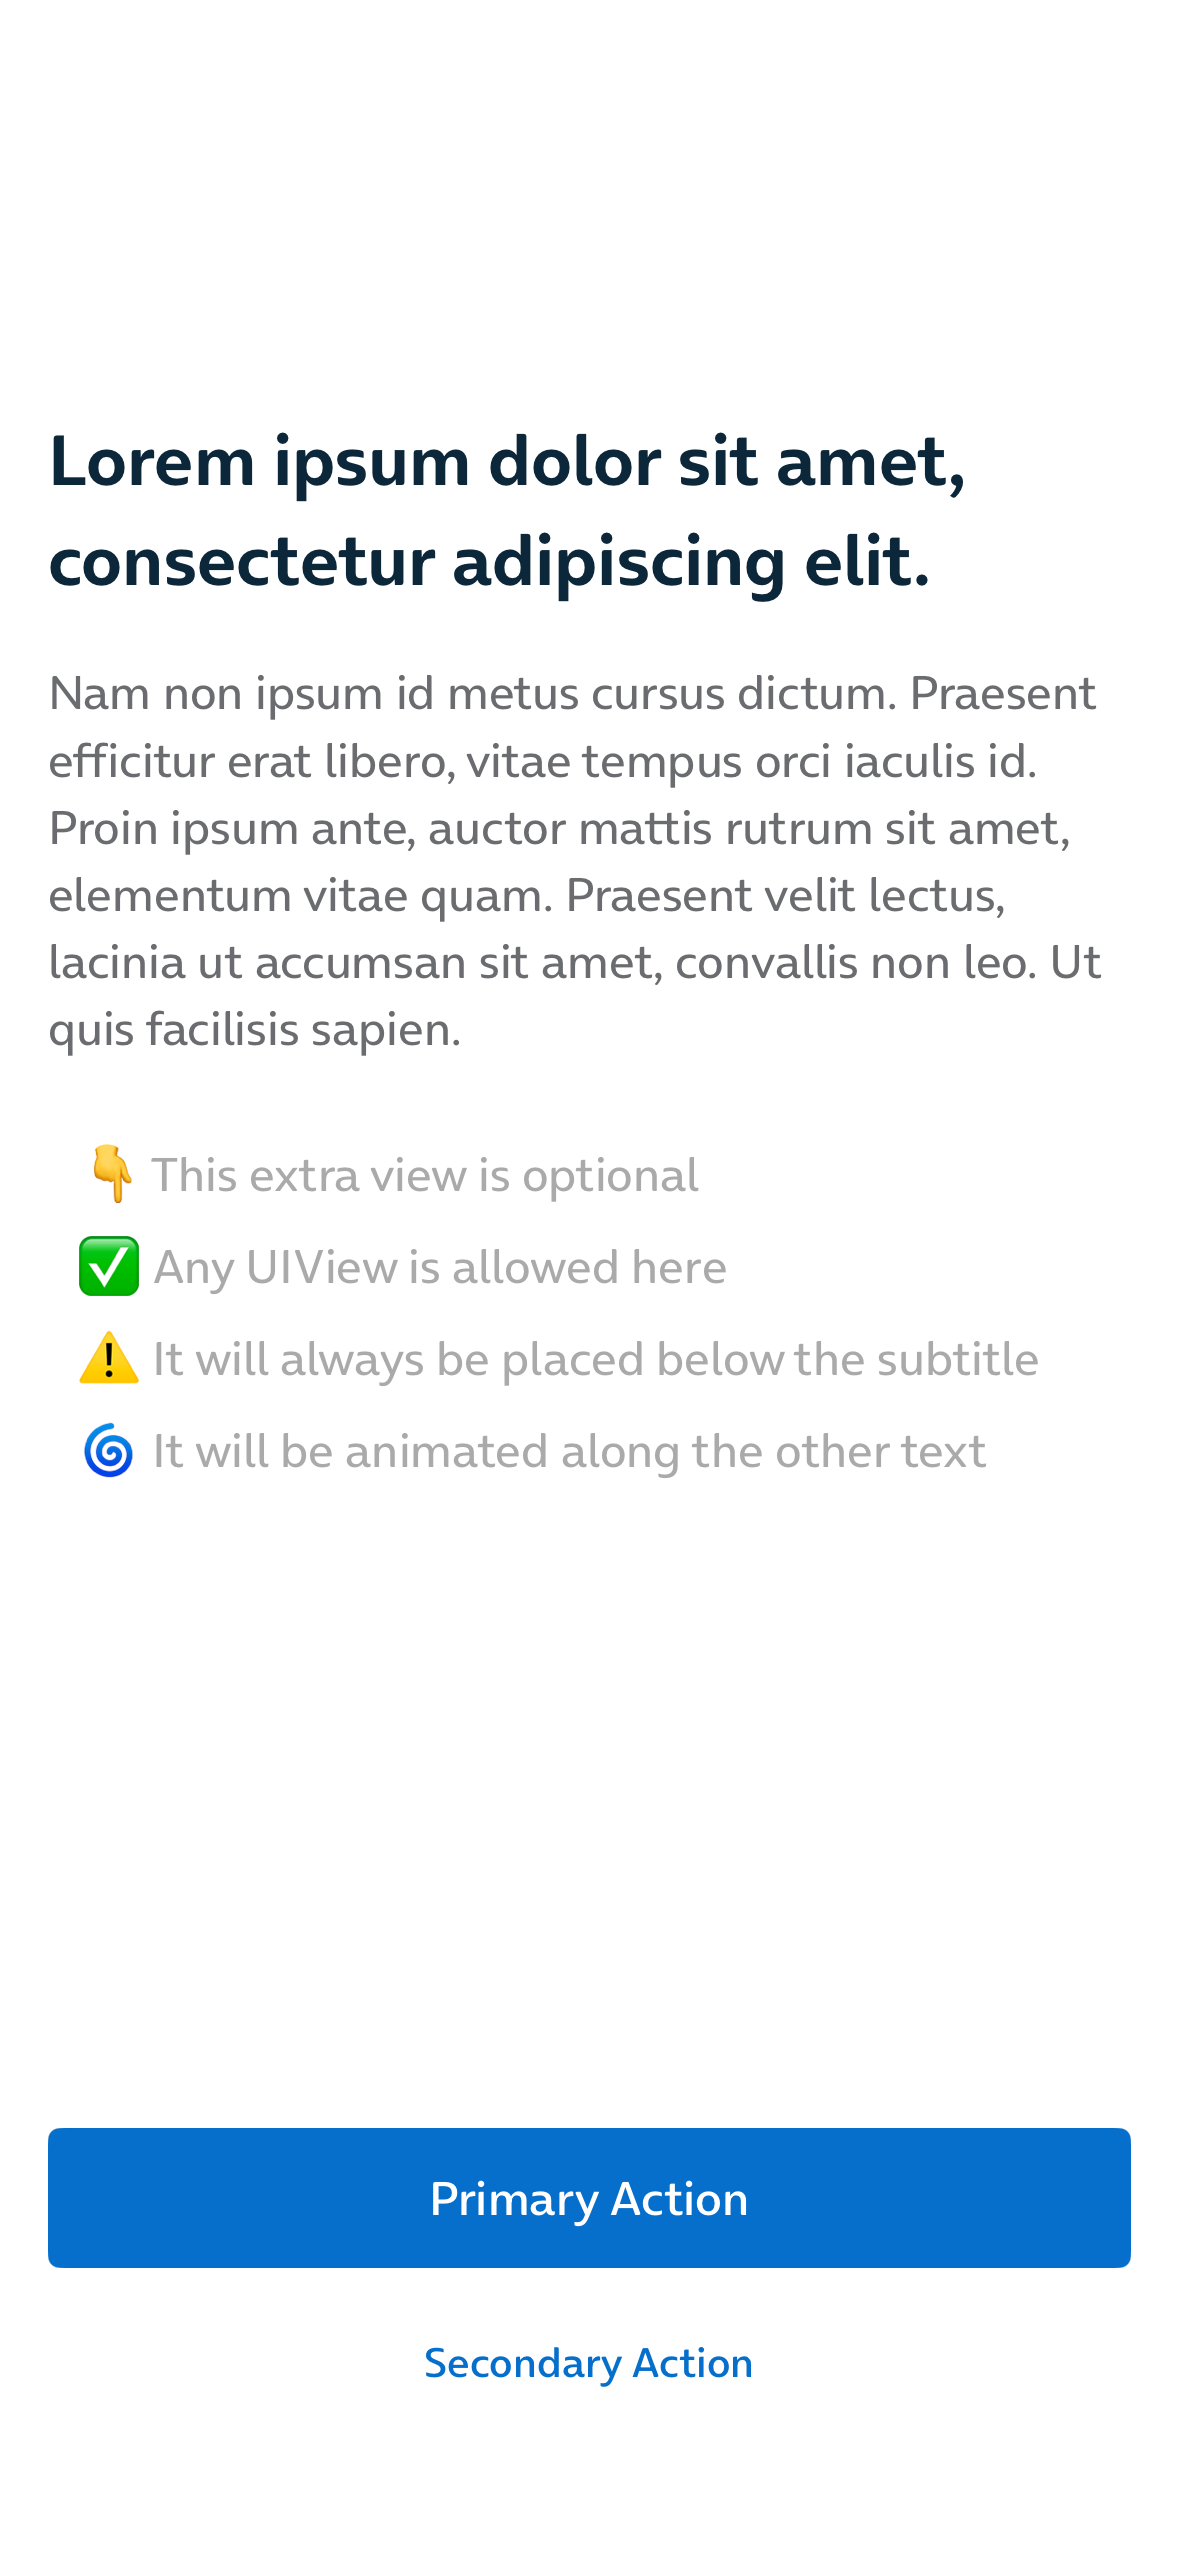 Lorem ipsum dolor sit amet,
consectetur adipiscing elit.
Nam non ipsum id metus cursus dictum. Praesent
efficitur erat libero, vitae tempus orci iaculis id.
Proin ipsum ante, auctor mattis rutrum sit amet,
elementum vitae quam. Praesent velit lectus,
lacinia ut accumsan sit amet, convallis non leo. Ut
quis facilisis sapien.
👇 This extra view is optional
✅ Any UIView is allowed here
⚠️ It will always be placed below the subtitle
🌀 It will be animated along the other text
Primary Action
Secondary Action